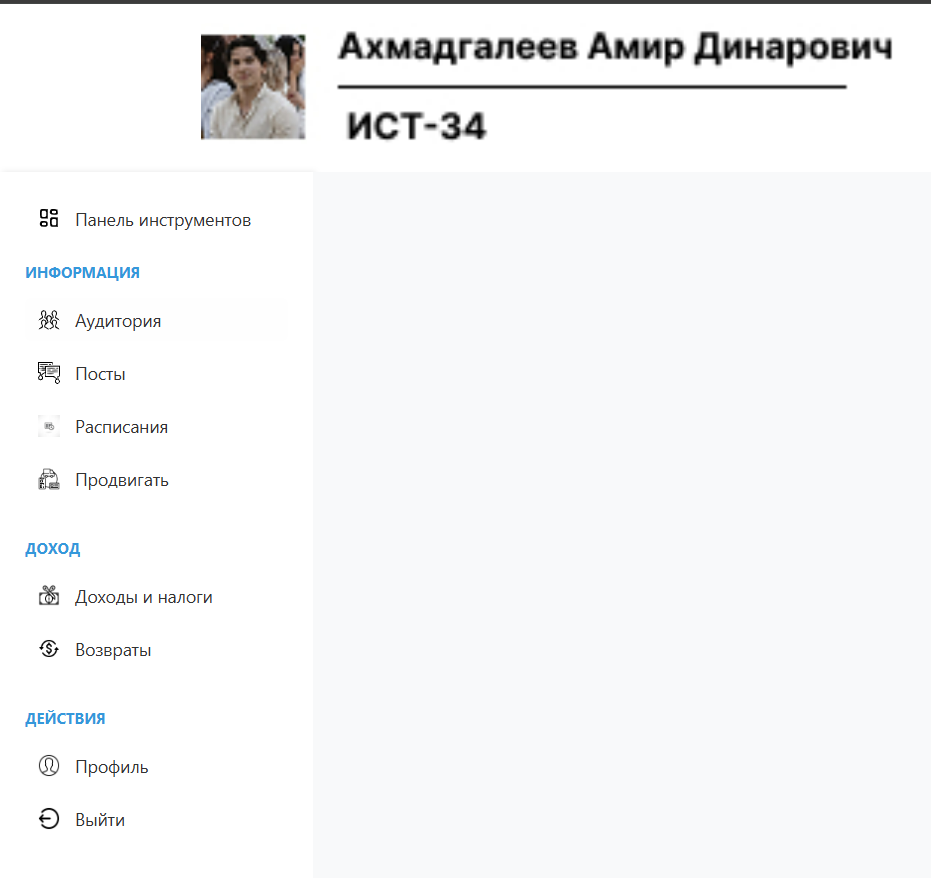 Ахмадгалеев Амир Динарович
ИСТ-34
Панель инструментов
ИНФОРМАЦИЯ
Аудитория
Посты
Расписания
Продвигать
ДОХОД
Доходы и налоги
Возвраты
ДЕЙСТВИЯ
Профиль
Выйти